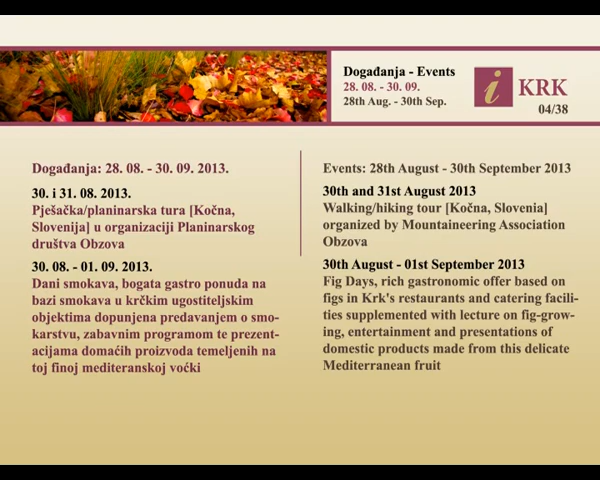 Događanja - Events
28. 08. - 30. 09.
28th Aug. - 30th Sep.
i KRK
04/38
Događanja: 28. 08. - 30. 09. 2013.
30. i 31. 08. 2013.
Pješačka/planinarska tura [Kočna,
Slovenija] u organizaciji Planinarskog
društva Obzova
30. 08. - 01. 09. 2013.
Dani smokava, bogata gastro ponuda na
bazi smokava u krčkim ugostiteljskim
objektima dopunjena predavanjem o smo-
karstvu, zabavnim programom te prezent-
acijama domaćih proizvoda temeljenih na
toj finoj mediteranskoj voćki
Events: 28th August - 30th September 2013
30th and 31st August 2013
Walking/hiking tour [Kočna, Slovenia]
organized by Mountaineering Association
Obzova
30th August - 01st September 2013
Fig Days, rich gastronomic offer based on
figs in Krk's restaurants and catering facili-
ties supplemented with lecture on fig-grow-
ing, entertainment and presentations of
domestic products made from this delicate
Mediterranean fruit